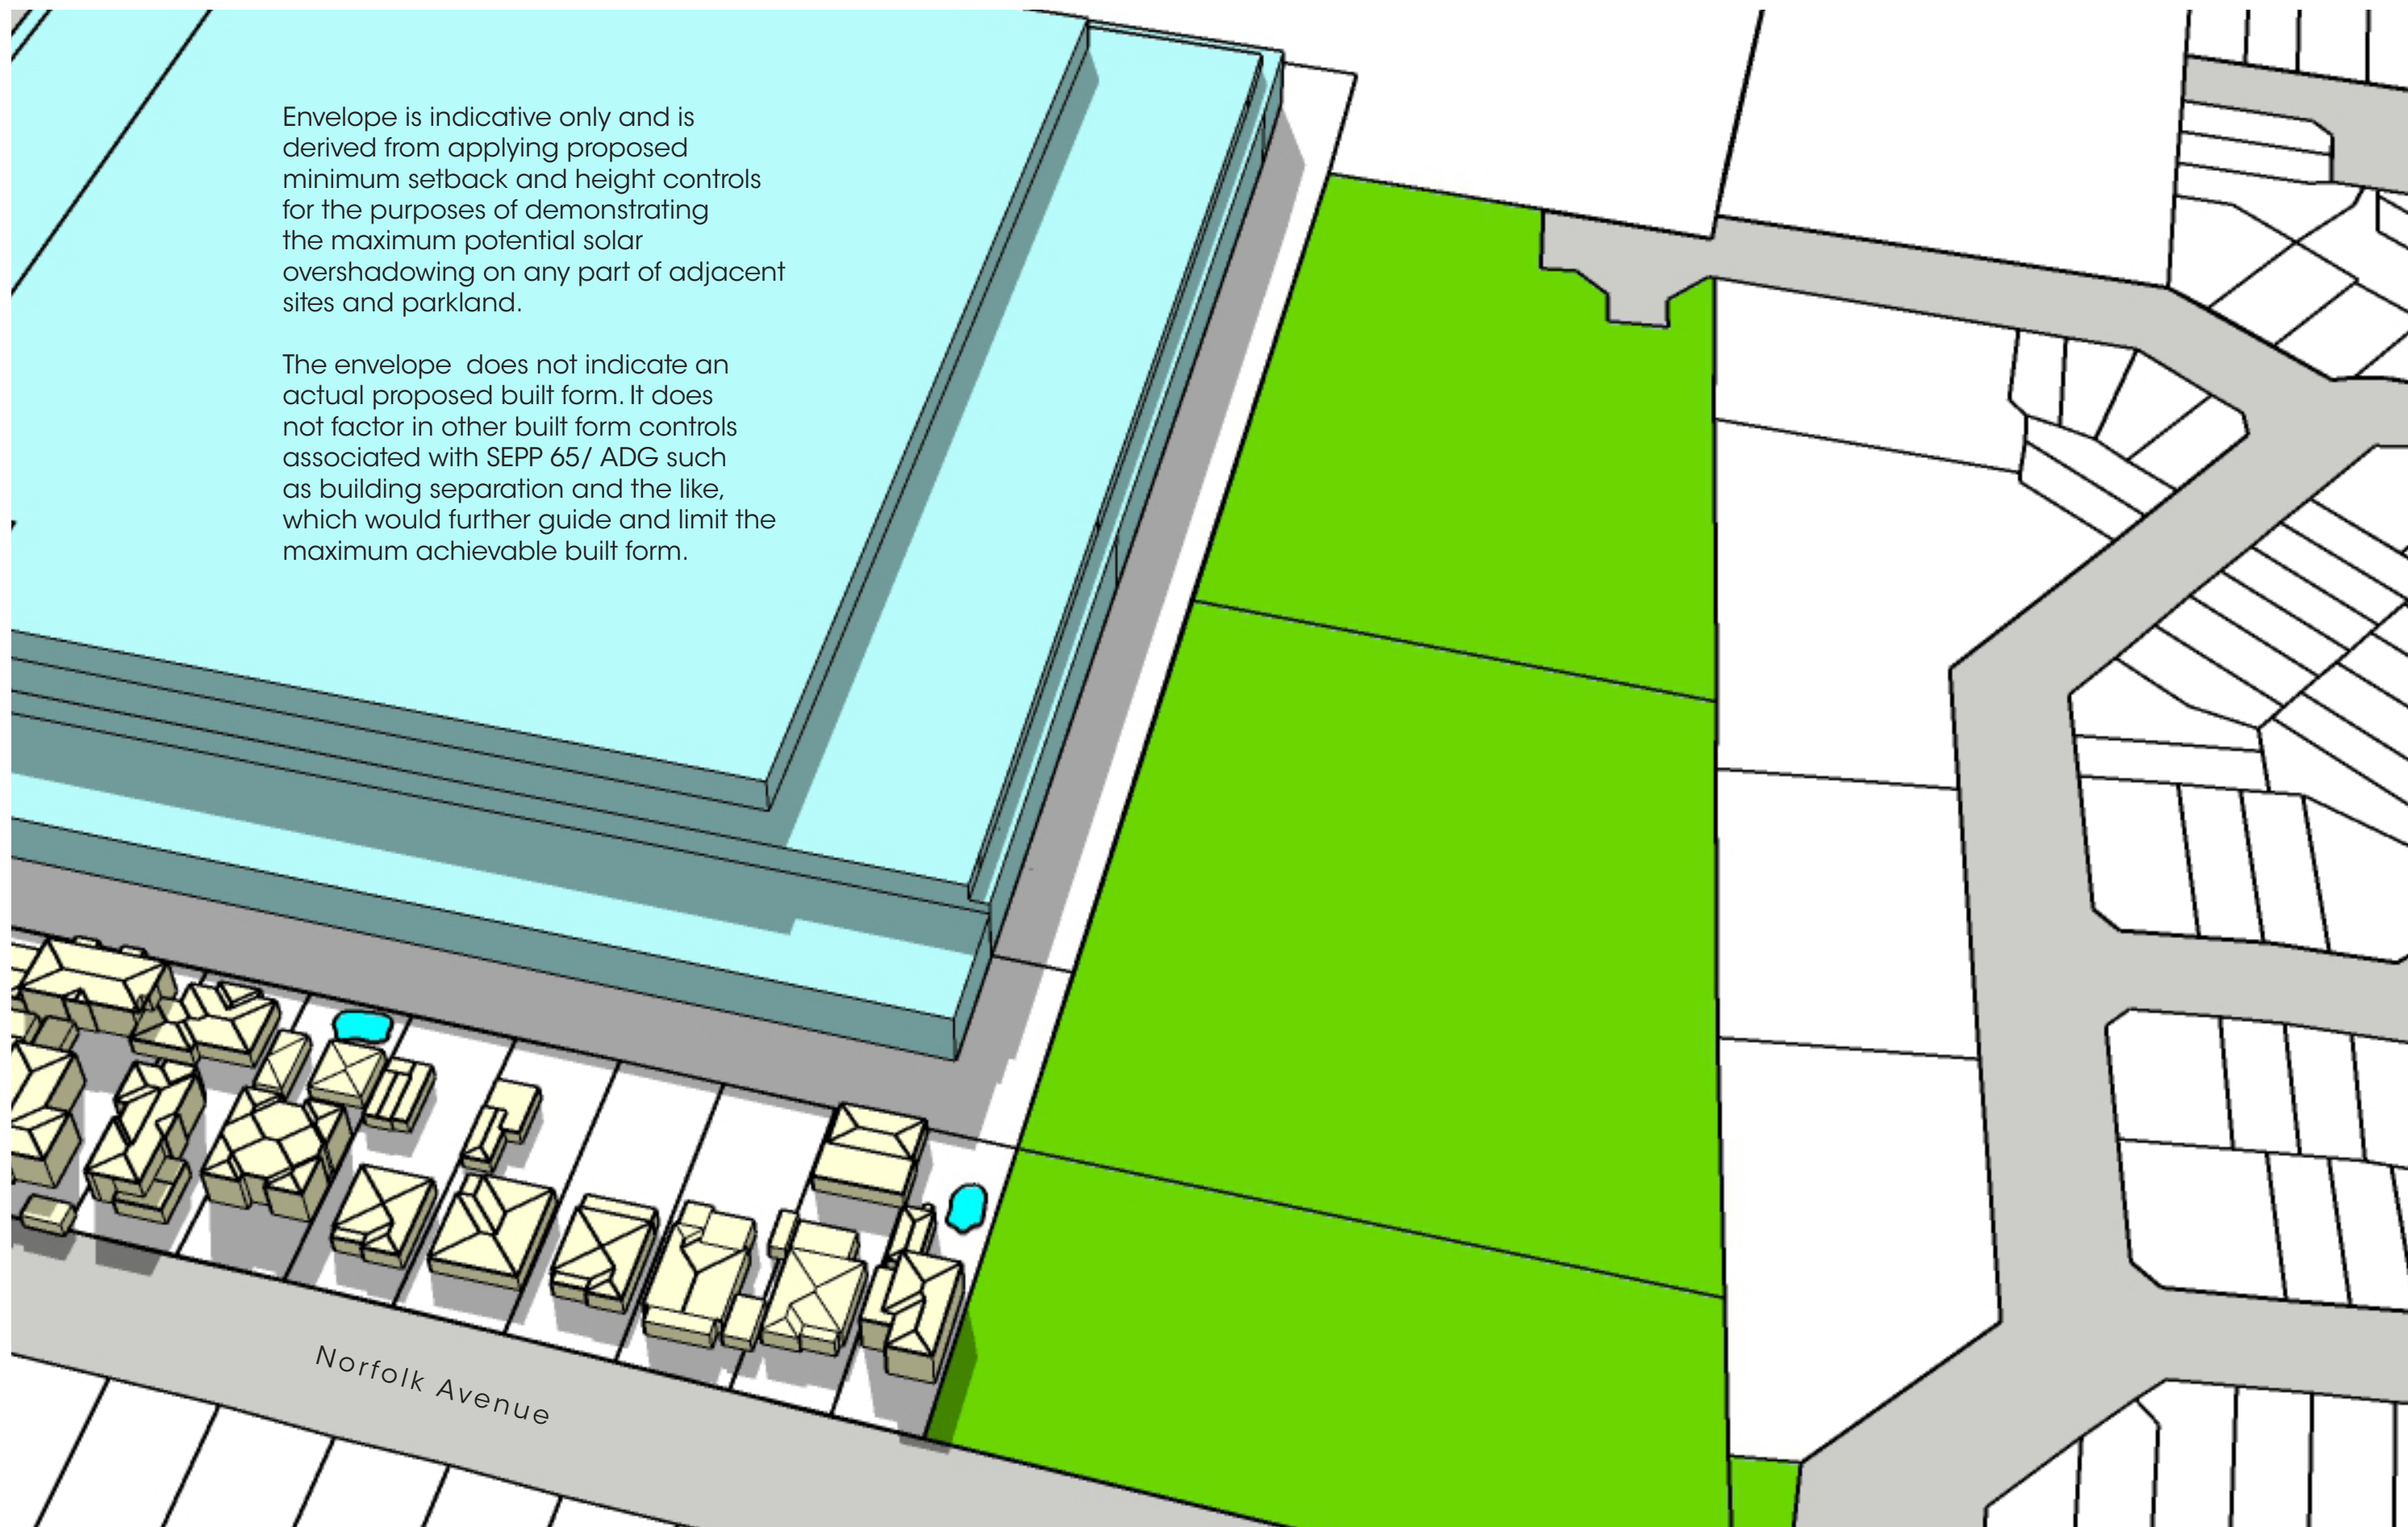 Envelope is indicative only and is
derived from applying proposed
minimum setback and height controls
for the purposes of demonstrating
the maximum potential solar
overshadowing on any part of adjacent
sites and parkland.
The envelope  does not indicate an
actual proposed built form. It does
not factor in other built form controls
associated with SEPP 65/ ADG such
as building separation and the like,
which would further guide and limit the
maximum achievable built form.
Norfolk Avenue